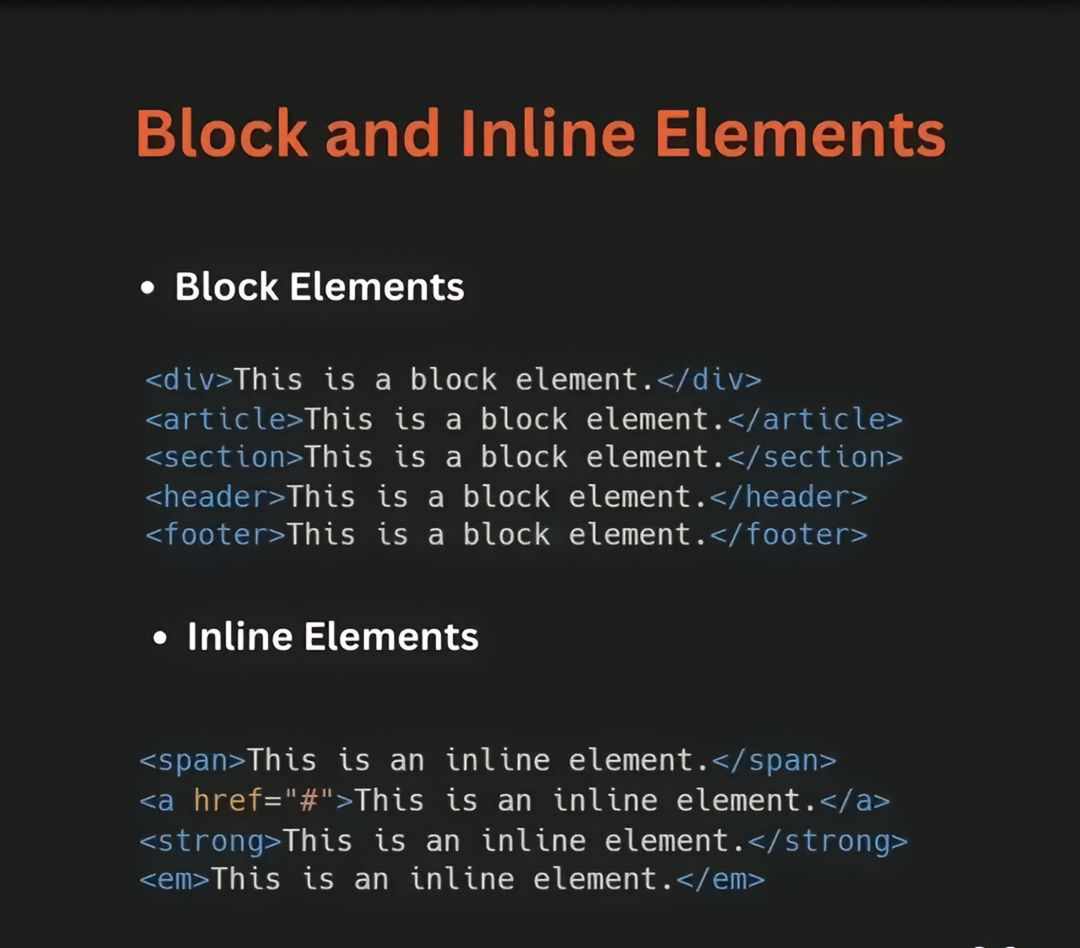 Block and Inline Elements
• Block Elements
<div>This is a block element.</div>
<article>This is a block element.</article>
<section>This is a block element.</section>
<header>This is a block element.</header>
<footer>This is a block element.</footer>
• Inline Elements
<span>This is an inline element.</span>
<a href="#">This is an inline element.</a>
<strong>This is an inline element.</strong>
<em>This is an inline element.</em>